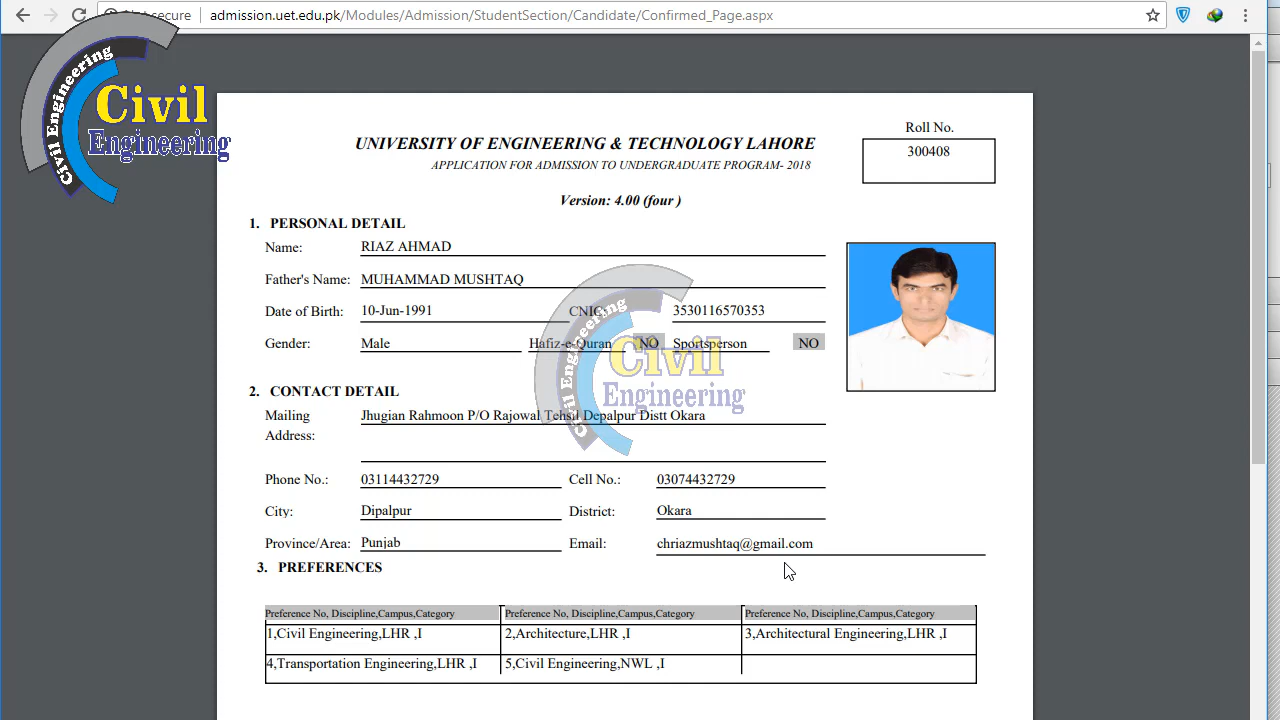 Not secure admission.uet.edu.pk/Modules/Admission/StudentSection/Candidate/Confirmed_Page.aspx
Civil Engineering
Civil
Engineering
Roll No.
300408
UNIVERSITY OF ENGINEERING & TECHNOLOGY LAHORE
APPLICATION FOR ADMISSION TO UNDERGRADUATE PROGRAM- 2018
Version: 4.00 (four )
1. PERSONAL DETAIL
Name: RIAZ AHMAD
Father's Name: MUHAMMAD MUSHTAQ
Date of Birth: 10-Jun-1991 CNIC: 3530116570353
Gender: Male Hafiz-e-Quran NO Sportsperson NO
Civil Engineering
Civil
Engineering
2. CONTACT DETAIL
Mailing Address: Jhugian Rahmoon P/O Rajowal Tehsil Depalpur Distt Okara
Phone No.: 03114432729 Cell No.: 03074432729
City: Dipalpur District: Okara
Province/Area: Punjab Email: chriazmushtaq@gmail.com
3. PREFERENCES
Preference No, Discipline,Campus,Category Preference No, Discipline,Campus,Category Preference No, Discipline,Campus,Category
1,Civil Engineering,LHR ,I 2,Architecture,LHR ,I 3,Architectural Engineering,LHR ,I
4,Transportation Engineering,LHR ,I 5,Civil Engineering,NWL ,I